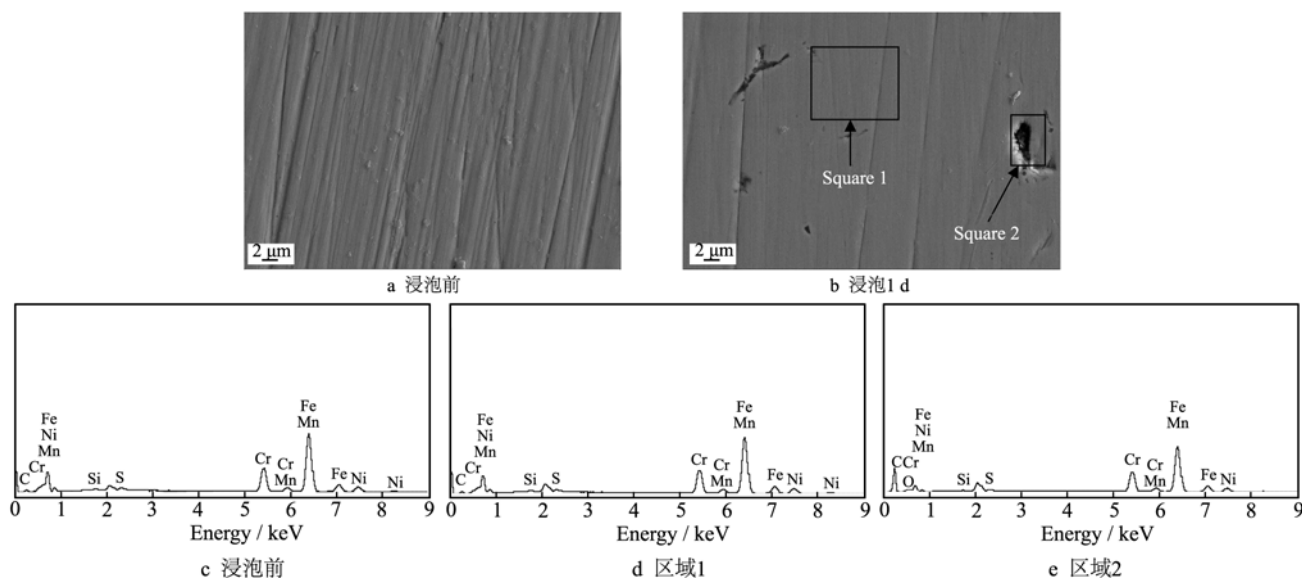 2 μm
a 浸泡前
Square 1
Square 2
2 μm
b 浸泡1 d
Fe
Ni
Mn
Cr
C
Si
S
Cr
Cr
Mn
Fe
Mn
Fe
Ni
Ni
0 1 2 3 4 5 6 7 8 9
Energy / keV
c 浸泡前
Fe
Ni
Mn
Cr
C
Si
S
Cr
Cr
Mn
Fe
Mn
Fe
Ni
Ni
0 1 2 3 4 5 6 7 8 9
Energy / keV
d 区域1
Fe
Ni
Mn
CCr
O
Si
S
Cr
Cr
Mn
Fe
Mn
Fe
Ni
0 1 2 3 4 5 6 7 8 9
Energy / keV
e 区域2